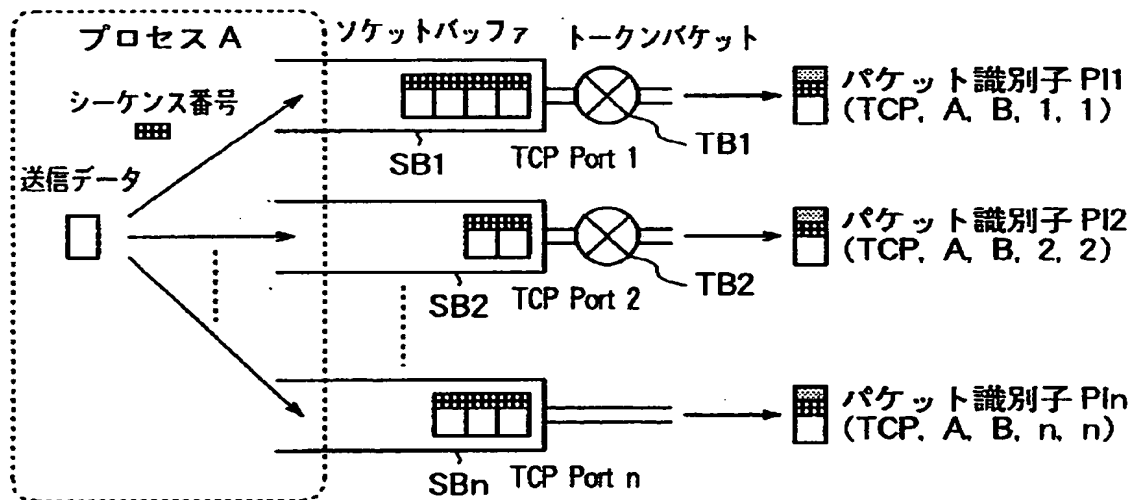 プロセス A
ソケットバッファ
トークンバケット
シーケンス番号
送信データ
SB1
TCP Port 1
TB1
パケット識別子 PI1
(TCP, A, B, 1, 1)
SB2
TCP Port 2
TB2
パケット識別子 PI2
(TCP, A, B, 2, 2)
SBn
TCP Port n
パケット識別子 PIn
(TCP, A, B, n, n)